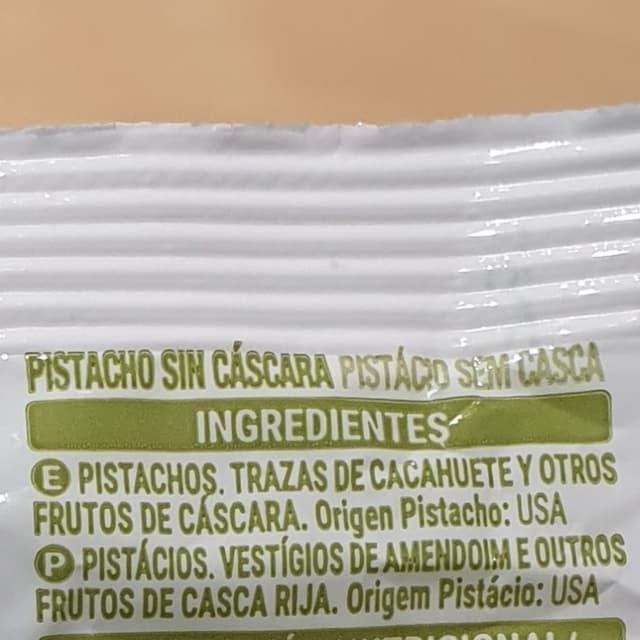 PISTACHO SIN CÁSCARA PISTÁCIO SEM CASCA
INGREDIENTES
E PISTACHOS. TRAZAS DE CACAHUETE Y OTROS
FRUTOS DE CÁSCARA. Origen Pistacho: USA
P PISTÁCIOS. VESTÍGIOS DE AMENDOIM E OUTROS
FRUTOS DE CASCA RIJA. Origem Pistácio: USA